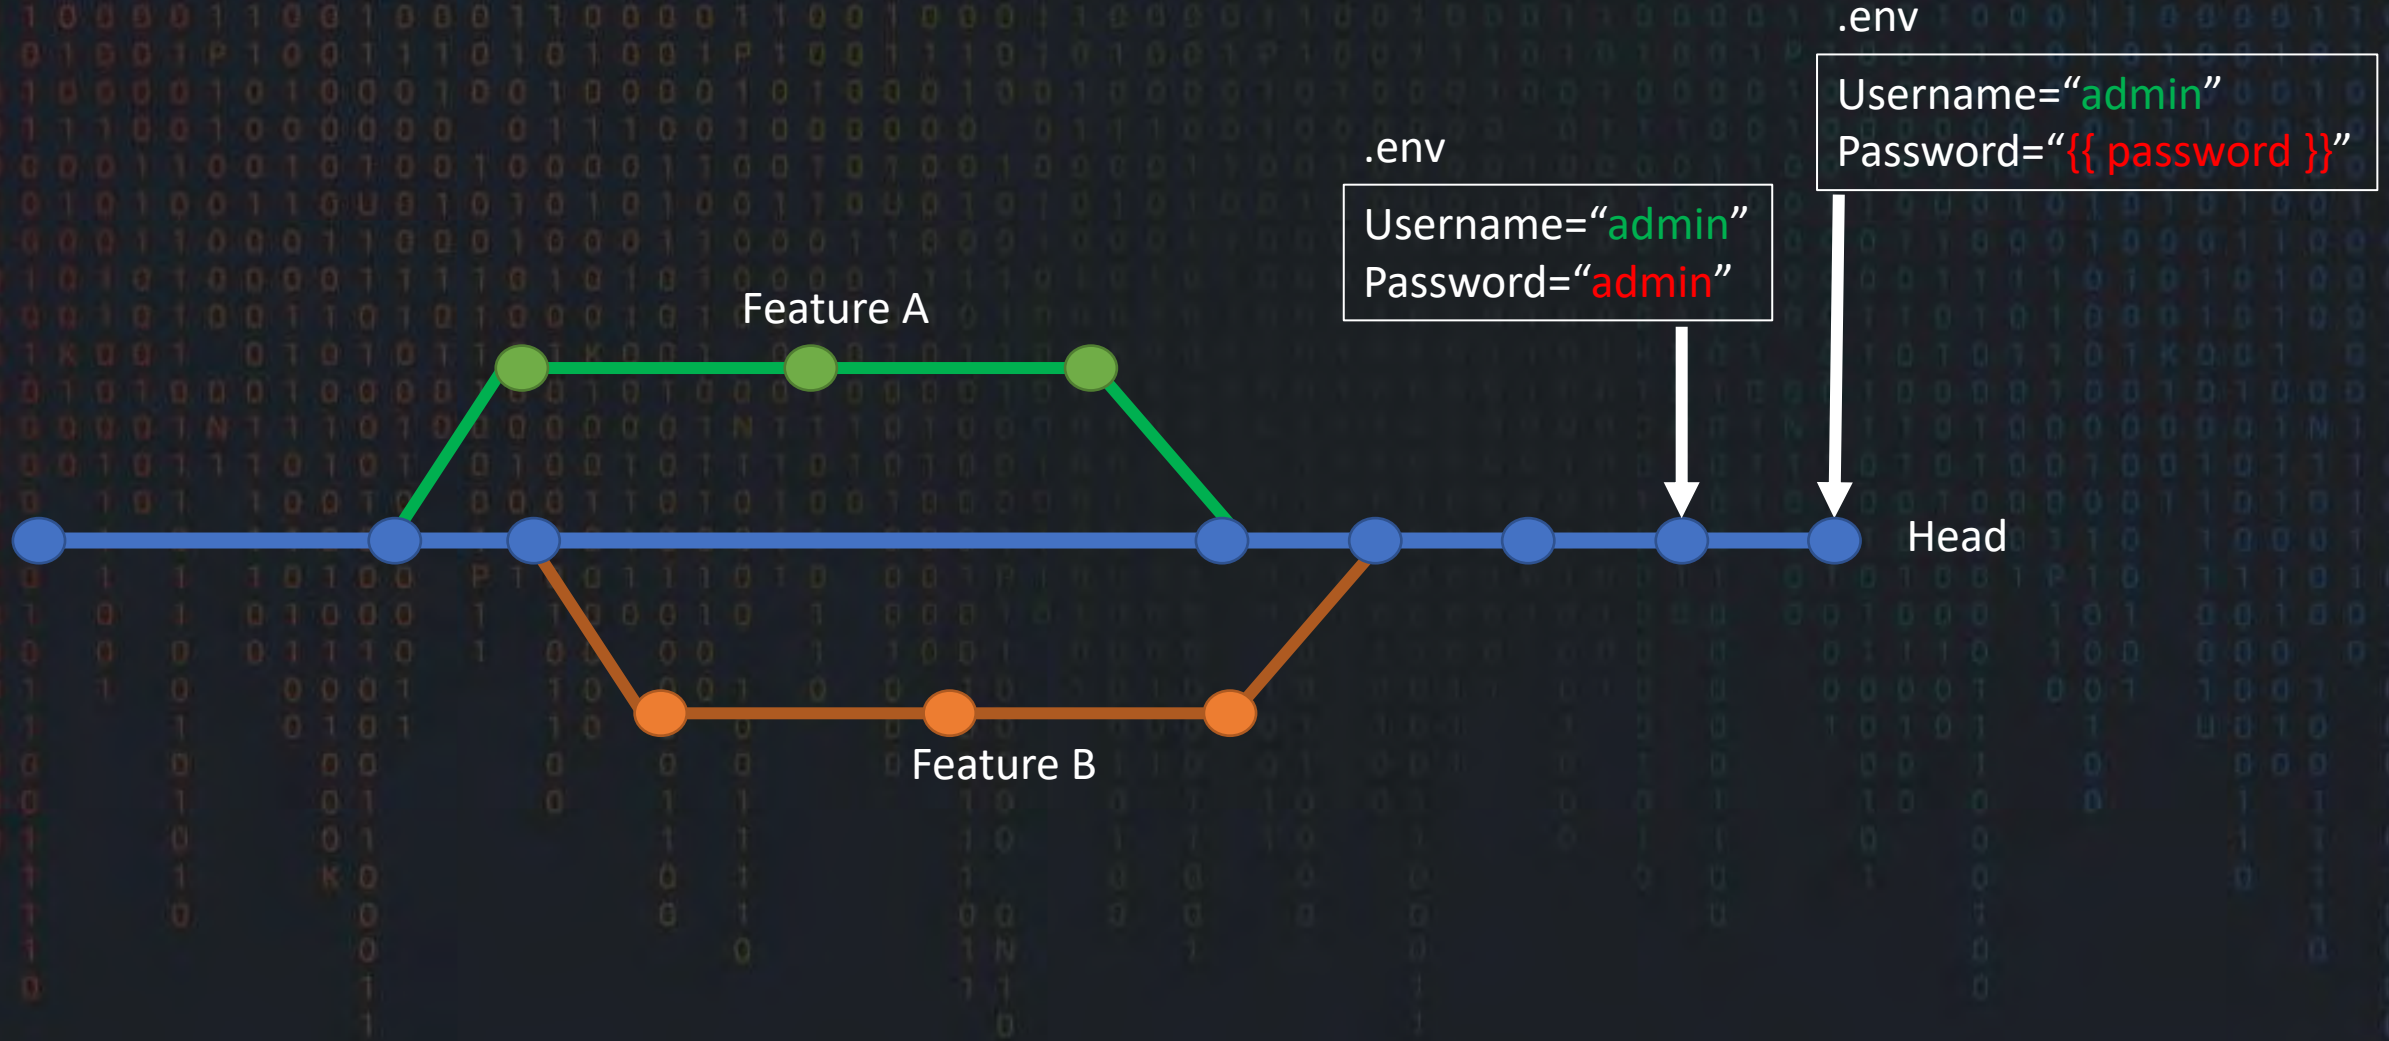 .env
Username=“admin”
Password=“{{ password }}”
.env
Username=“admin”
Password=“admin”
Feature A
Head
Feature B